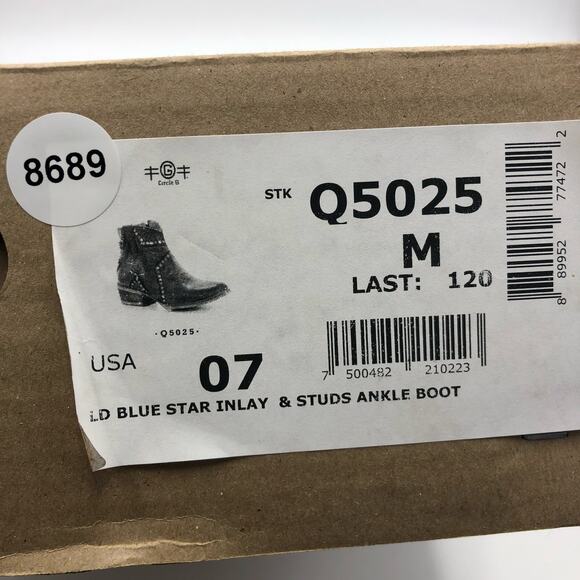 8689
G
Circle G
STK Q5025
M
LAST: 120
·Q5025·
USA 07
7 500482 210223
LD BLUE STAR INLAY & STUDS ANKLE BOOT
8 89952 77472 2